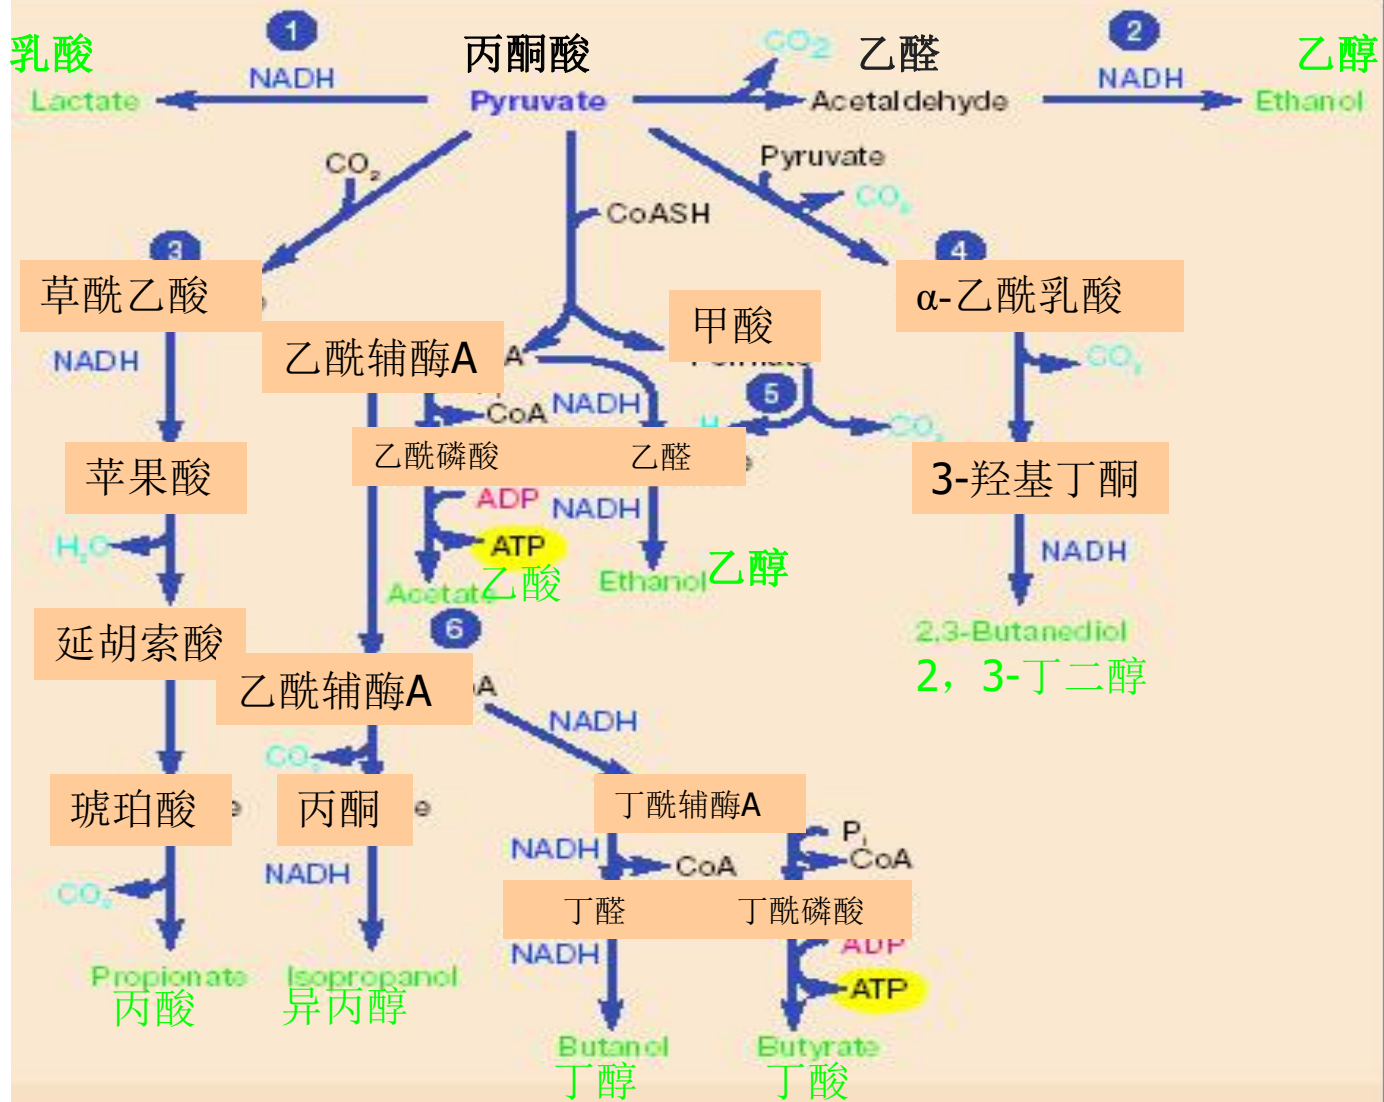 1
2
乳酸
丙酮酸
CO2
乙醛
乙醇
NADH
NADH
Lactate
Pyruvate
Acetaldehyde
Ethanol
CO2
Pyruvate
CO2
CoASH
3
4
草酰乙酸
α-乙酰乳酸
甲酸
乙酰辅酶A
A
NADH
CO2
5
CoA
NADH
H
CO2
乙酰磷酸
乙醛
e
苹果酸
3-羟基丁酮
ADP
NADH
H2O
ATP
NADH
Acetate
乙酸
Ethanol
乙醇
6
2,3-Butanediol
延胡索酸
2，3-丁二醇
乙酰辅酶A
A
NADH
CO2
琥珀酸
e
丙酮
e
丁酰辅酶A
Pi
NADH
CoA
CoA
NADH
CO2
丁醛
丁酰磷酸
NADH
ADP
ATP
Propionate
丙酸
Isopropanol
异丙醇
Butanol
丁醇
Butyrate
丁酸